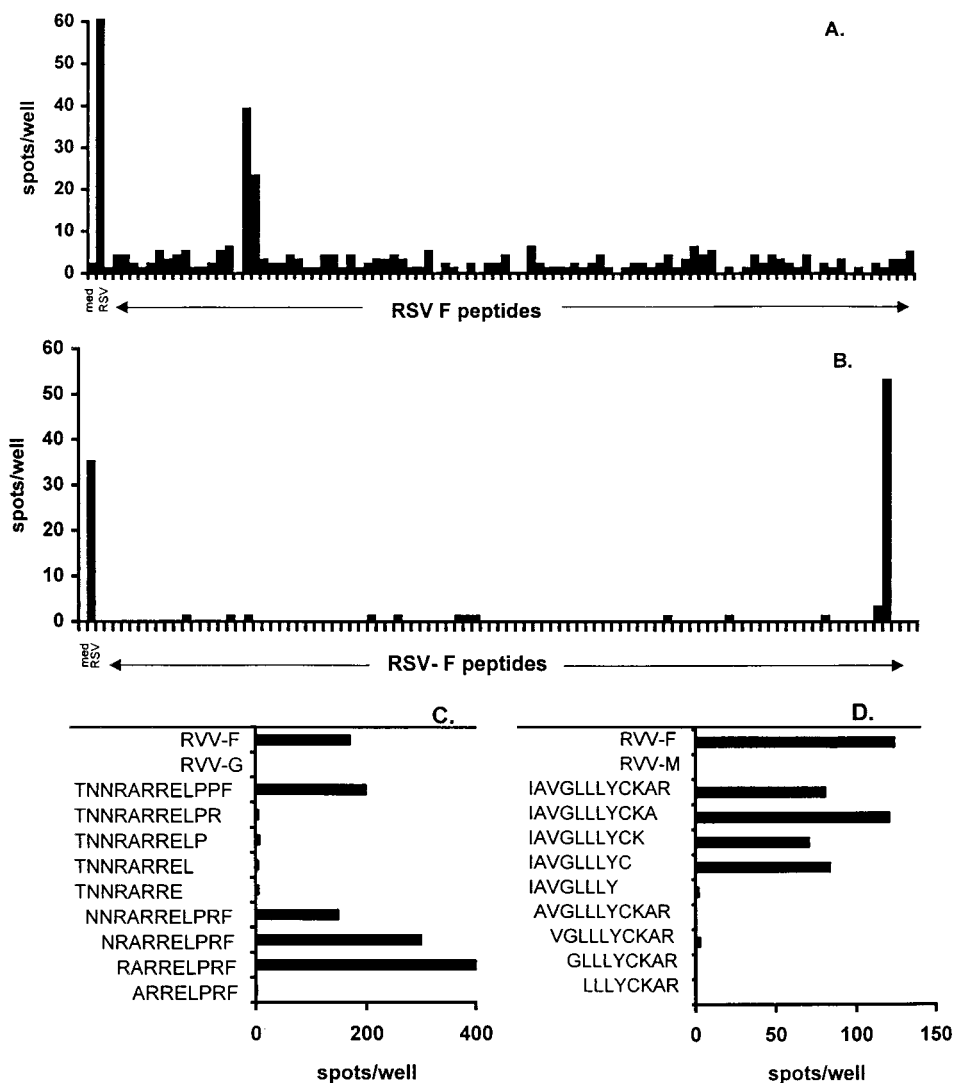 A.
60
50
40
30
20
10
0
spots/well
med
RSV
RSV F peptides
B.
60
50
40
30
20
10
0
spots/well
med
RSV
RSV- F peptides
C.
RVV-F
RVV-G
TNNRARRELPPF
TNNRARRELPR
TNNRARRELP
TNNRARREL
TNNRARRE
NNRARRELPRF
NRARRELPRF
RARRELPRF
ARRELPRF
0 200 400
spots/well
D.
RVV-F
RVV-M
IAVGLLLYCKAR
IAVGLLLYCKA
IAVGLLLYCK
IAVGLLLYC
IAVGLLLY
AVGLLLYCKAR
VGLLLYCKAR
GLLLYCKAR
LLLYCKAR
0 50 100 150
spots/well